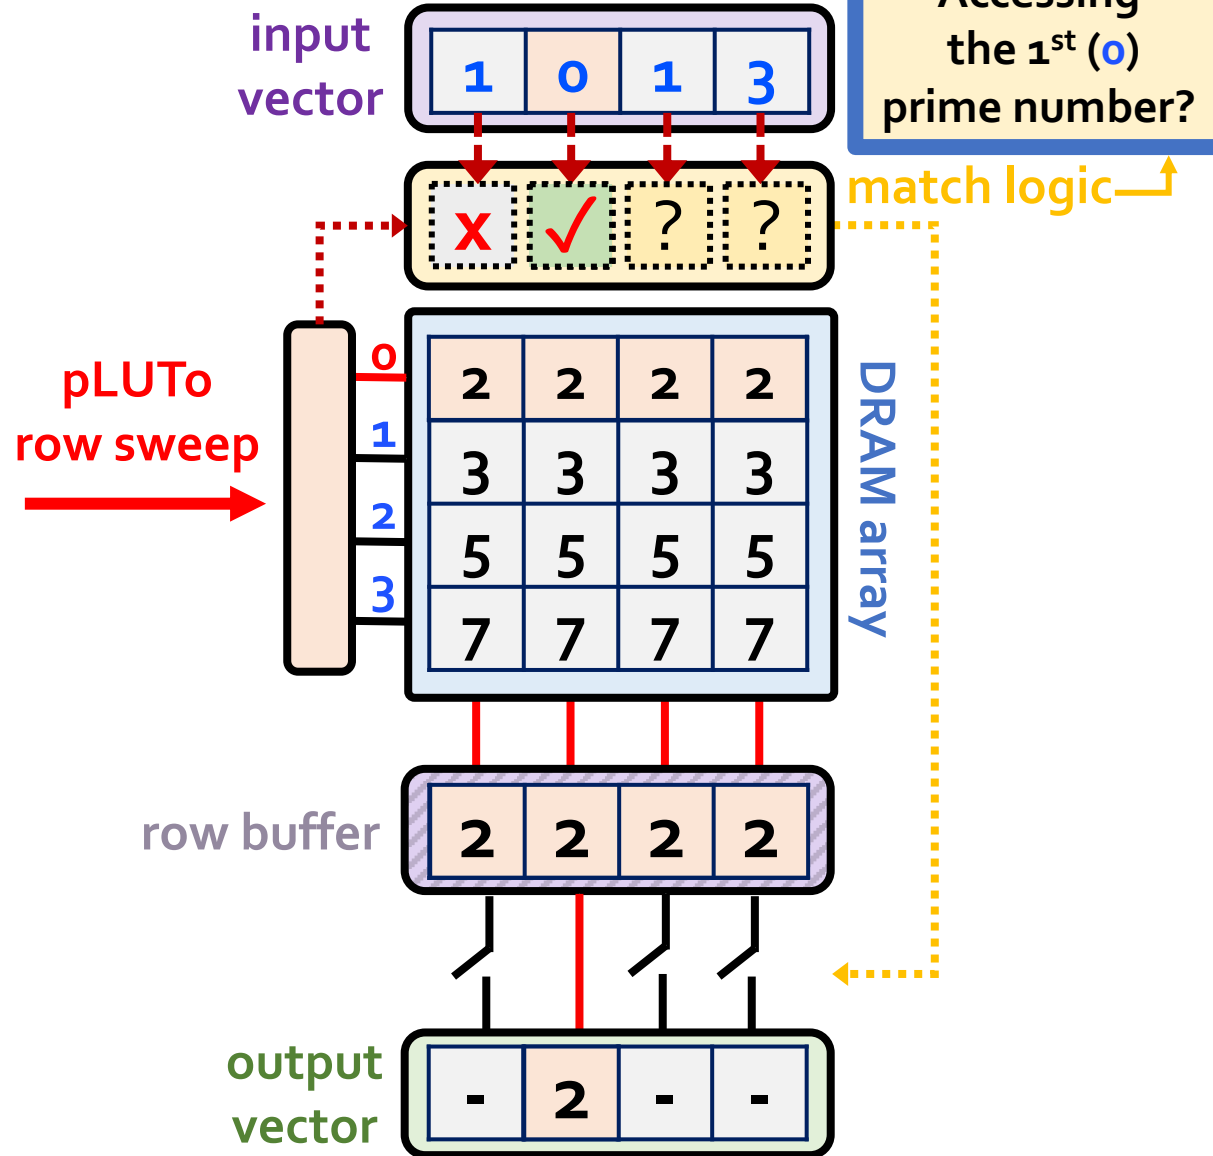 Accessing
the 1st (0)
prime number?
input
vector
1 0 1 3
match logic
x ✓ ? ?
pLUTo
row sweep
0
1
2
3
2 2 2 2
3 3 3 3
5 5 5 5
7 7 7 7
DRAM array
row buffer
2 2 2 2
output
vector
- 2 - -